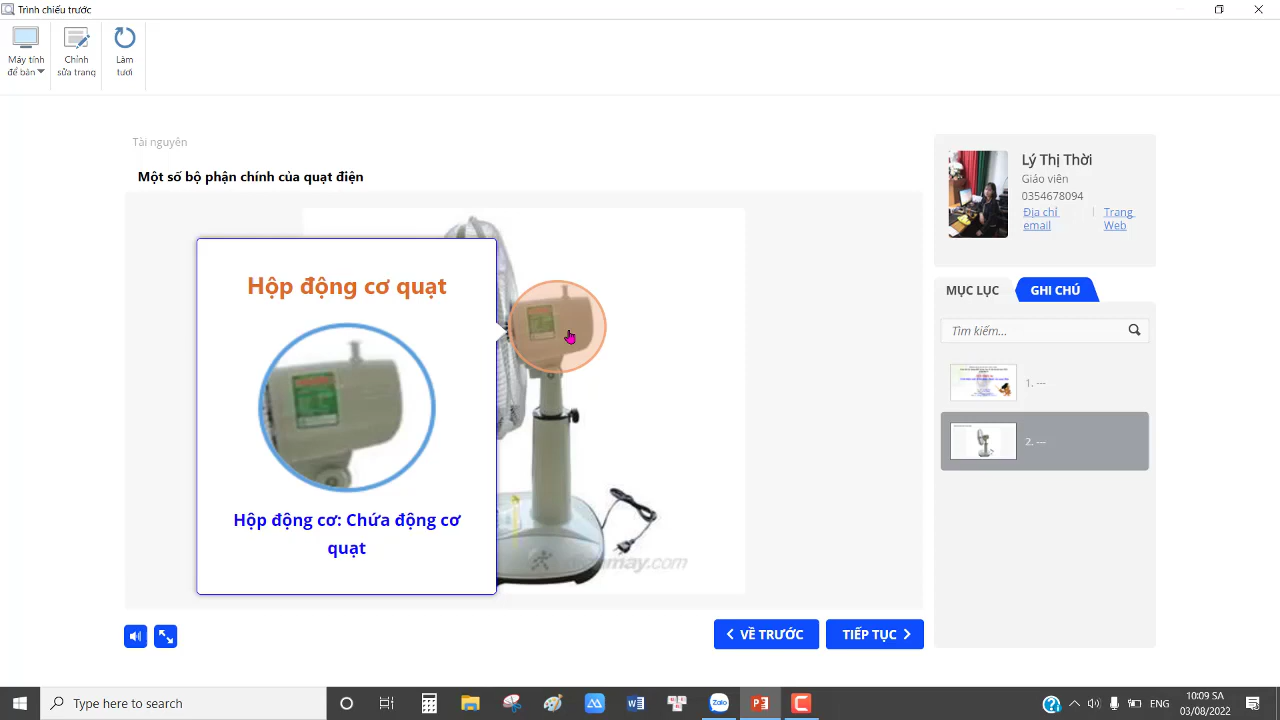 Trình chiếu trước
Máy tính
để bàn
Chỉnh
sửa trang
Làm
tươi
Tài nguyên
Một số bộ phận chính của quạt điện
Hộp động cơ quạt
Hộp động cơ: Chứa động cơ
quạt
VỀ TRƯỚC
TIẾP TỤC
Lý Thị Thời
Giáo viên
0354678094
Địa chỉ
email
|
Trang
Web
MỤC LỤC
GHI CHÚ
Tìm kiếm...
1. ---
2. ---
Type here to search
Zalo
ENG
10:09 SA
03/08/2022